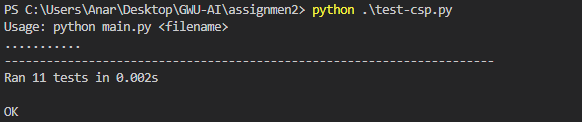 PS C:\Users\Anar\Desktop\GWU-AI\assignmen2> python .\test-csp.py
Usage: python main.py <filename>
...........
----------------------------------------------------------------------
Ran 11 tests in 0.002s
OK